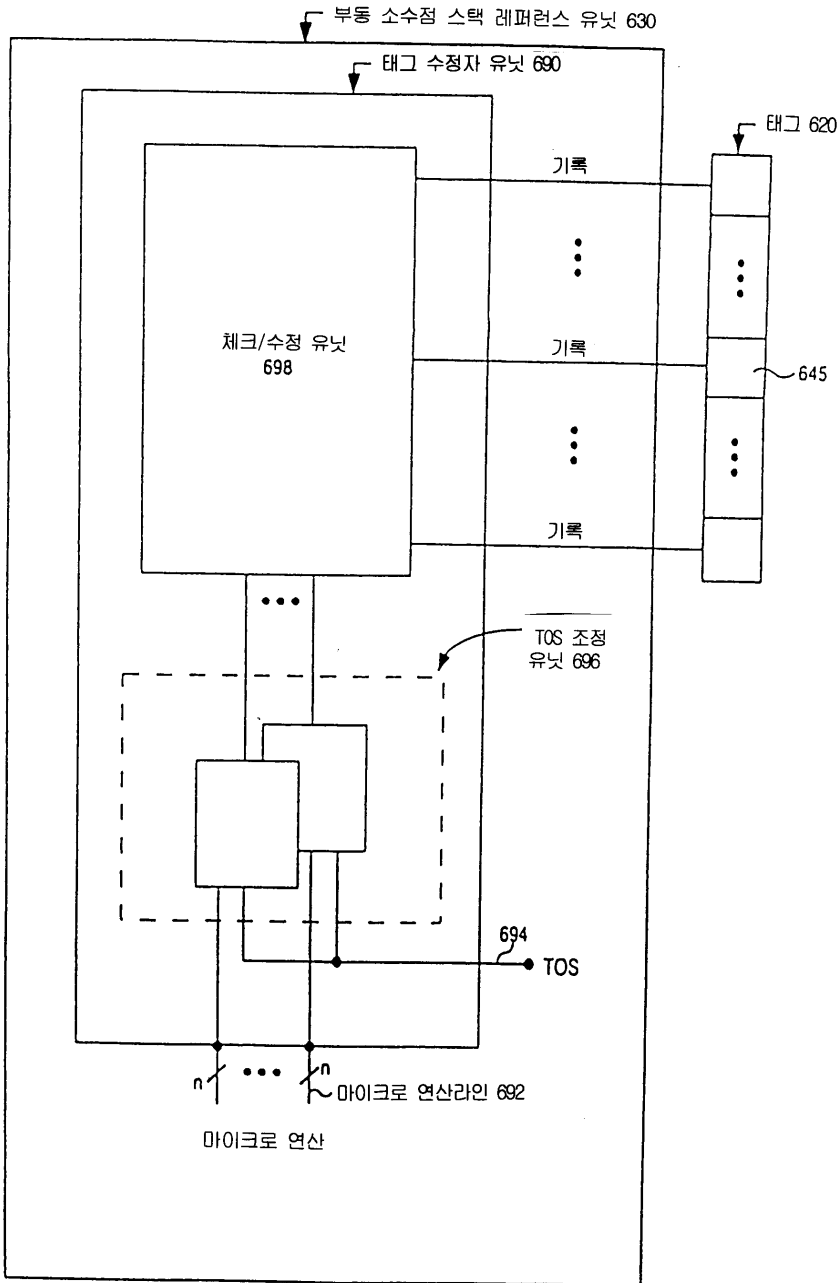 부동 소수점 스택 레퍼런스 유닛 630
태그 수정자 유닛 690
태그 620
기록
체크/수정 유닛
698
기록
645
기록
TOS 조정
유닛 696
694
TOS
n
n
마이크로 연산라인 692
마이크로 연산